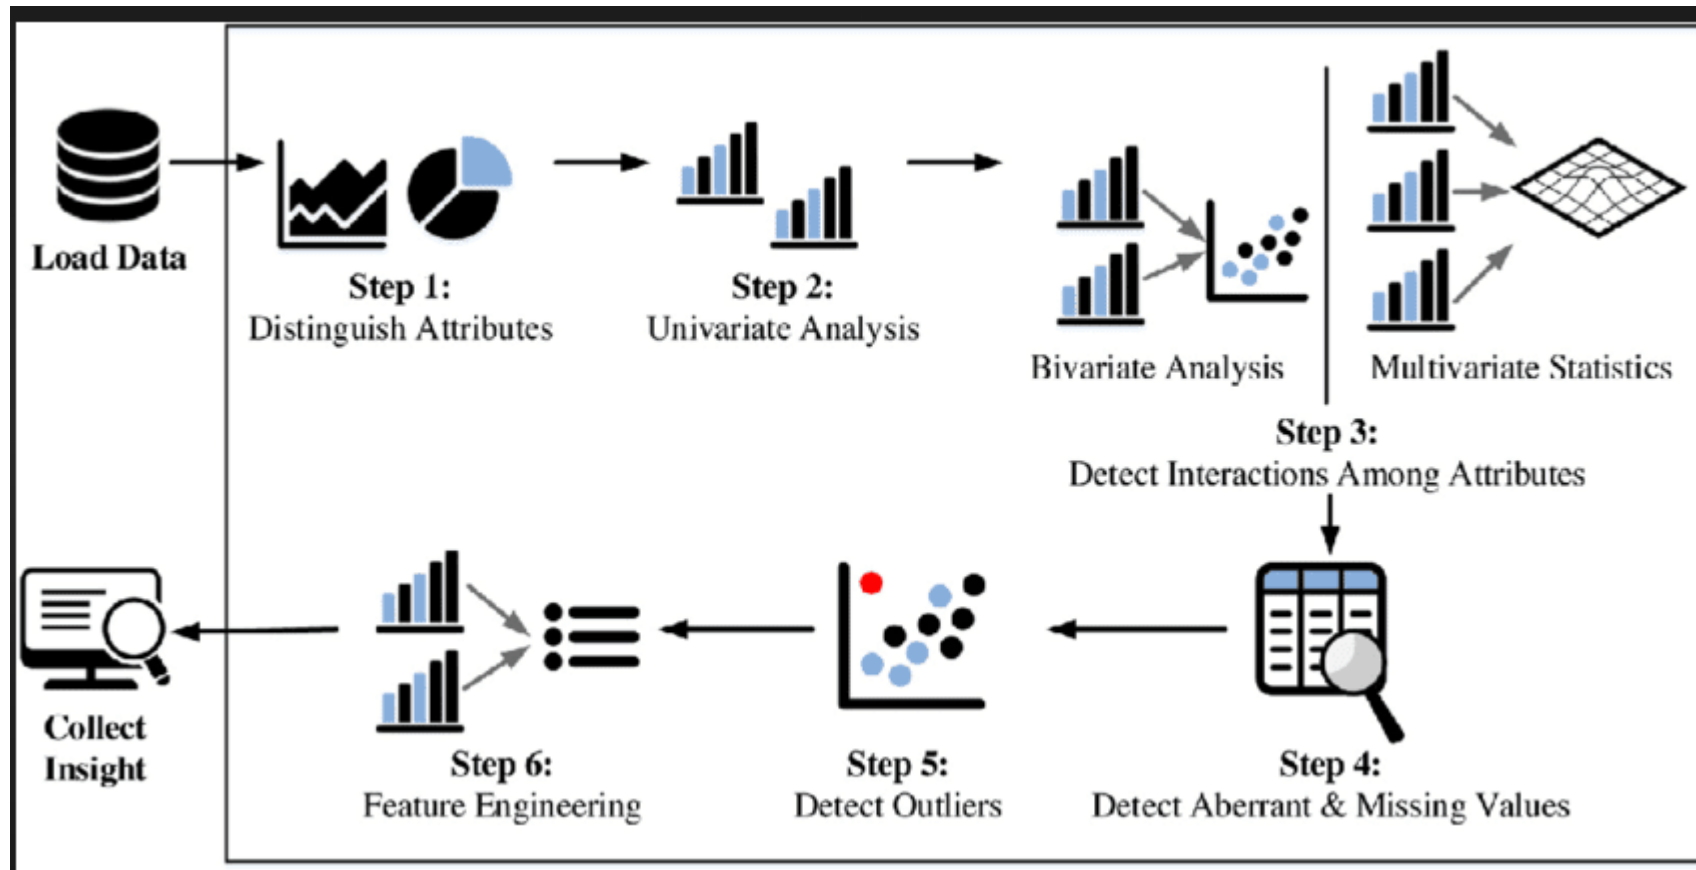 Load Data
Step 1:
Distinguish Attributes
Step 2:
Univariate Analysis
Bivariate Analysis
Multivariate Statistics
Step 3:
Detect Interactions Among Attributes
Step 4:
Detect Aberrant & Missing Values
Step 5:
Detect Outliers
Step 6:
Feature Engineering
Collect
Insight